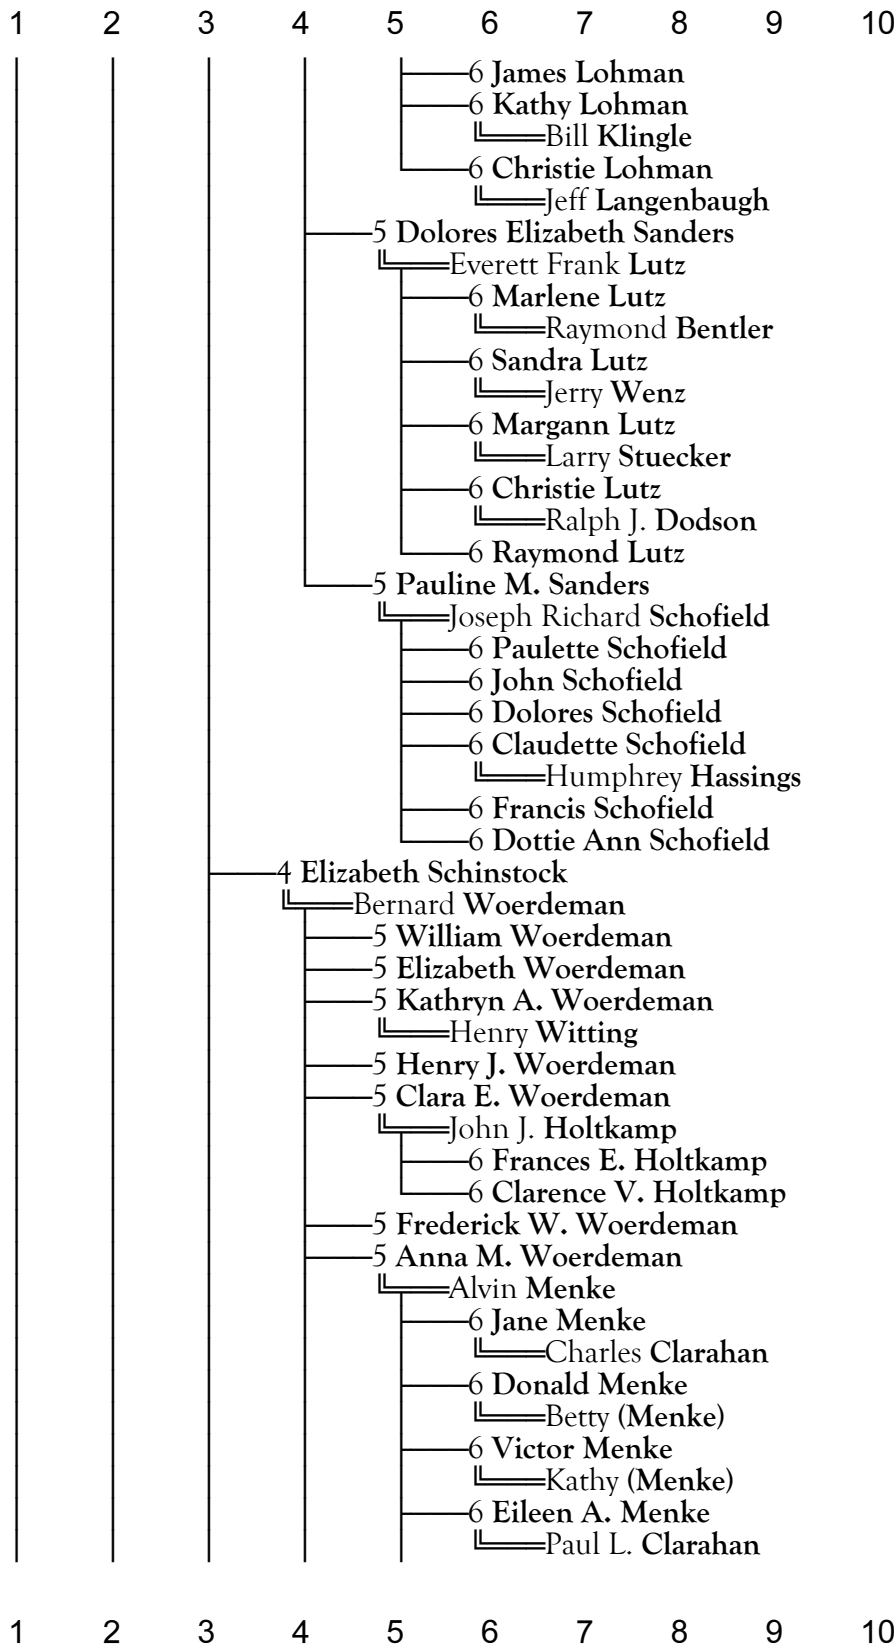 1 2 3 4 5 6 7 8 9 10
6 James Lohman
6 Kathy Lohman
Bill Klingle
6 Christie Lohman
Jeff Langenbaugh
5 Dolores Elizabeth Sanders
Everett Frank Lutz
6 Marlene Lutz
Raymond Bentler
6 Sandra Lutz
Jerry Wenz
6 Margann Lutz
Larry Stuecker
6 Christie Lutz
Ralph J. Dodson
6 Raymond Lutz
5 Pauline M. Sanders
Joseph Richard Schofield
6 Paulette Schofield
6 John Schofield
6 Dolores Schofield
6 Claudette Schofield
Humphrey Hassings
6 Francis Schofield
6 Dottie Ann Schofield
4 Elizabeth Schinstock
Bernard Woerdeman
5 William Woerdeman
5 Elizabeth Woerdeman
5 Kathryn A. Woerdeman
Henry Witting
5 Henry J. Woerdeman
5 Clara E. Woerdeman
John J. Holtkamp
6 Frances E. Holtkamp
6 Clarence V. Holtkamp
5 Frederick W. Woerdeman
5 Anna M. Woerdeman
Alvin Menke
6 Jane Menke
Charles Clarahan
6 Donald Menke
Betty (Menke)
6 Victor Menke
Kathy (Menke)
6 Eileen A. Menke
Paul L. Clarahan
1 2 3 4 5 6 7 8 9 10